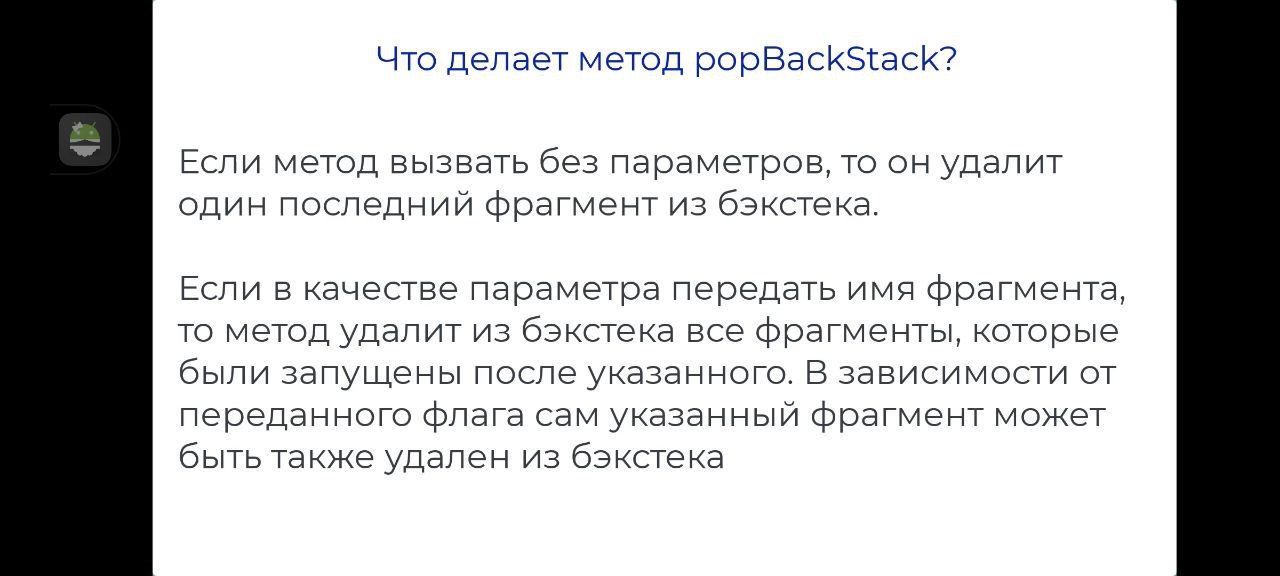 Что делает метод popBackStack?
Если метод вызвать без параметров, то он удалит
один последний фрагмент из бэкстека.
Если в качестве параметра передать имя фрагмента,
то метод удалит из бэкстека все фрагменты, которые
были запущены после указанного. В зависимости от
переданного флага сам указанный фрагмент может
быть также удален из бэкстека